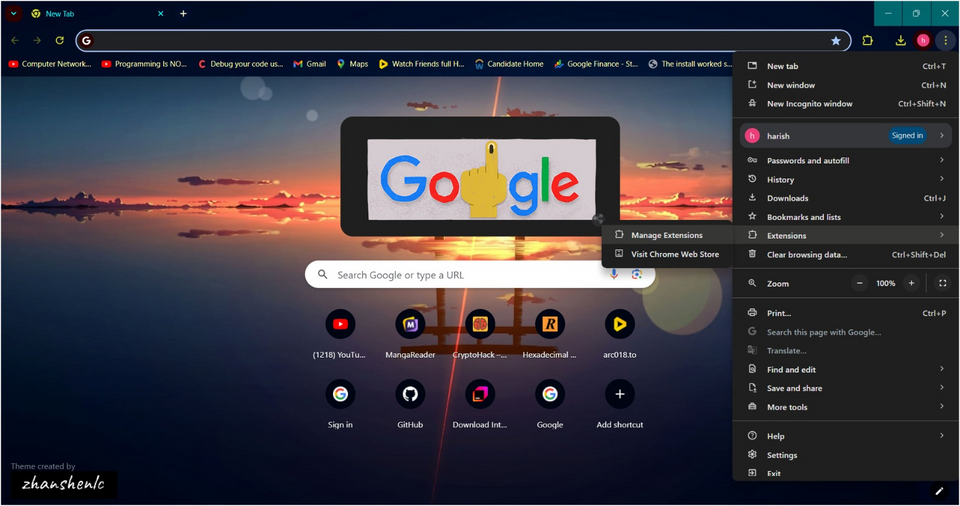 New Tab
G
Computer Network...
Programming Is NO...
Debug your code us...
Gmail
Maps
Watch Friends full H...
Candidate Home
Google Finance - St...
The install worked s...
New tab Ctrl+T
New window Ctrl+N
New Incognito window Ctrl+Shift+N
h harish Signed in
Passwords and autofill
History
Downloads Ctrl+J
Bookmarks and lists
Extensions
Clear browsing data... Ctrl+Shift+Del
Zoom − 100% +
Print... Ctrl+P
Search this page with Google...
Translate...
Find and edit
Save and share
More tools
Help
Settings
Exit
Manage Extensions
Visit Chrome Web Store
Google
Search Google or type a URL
(1218) YouTu...
MangaReader
CryptoHack –...
Hexadecimal ...
arc018.to
Sign in
GitHub
Download Int...
Google
Add shortcut
Theme created by
zhanshenlc